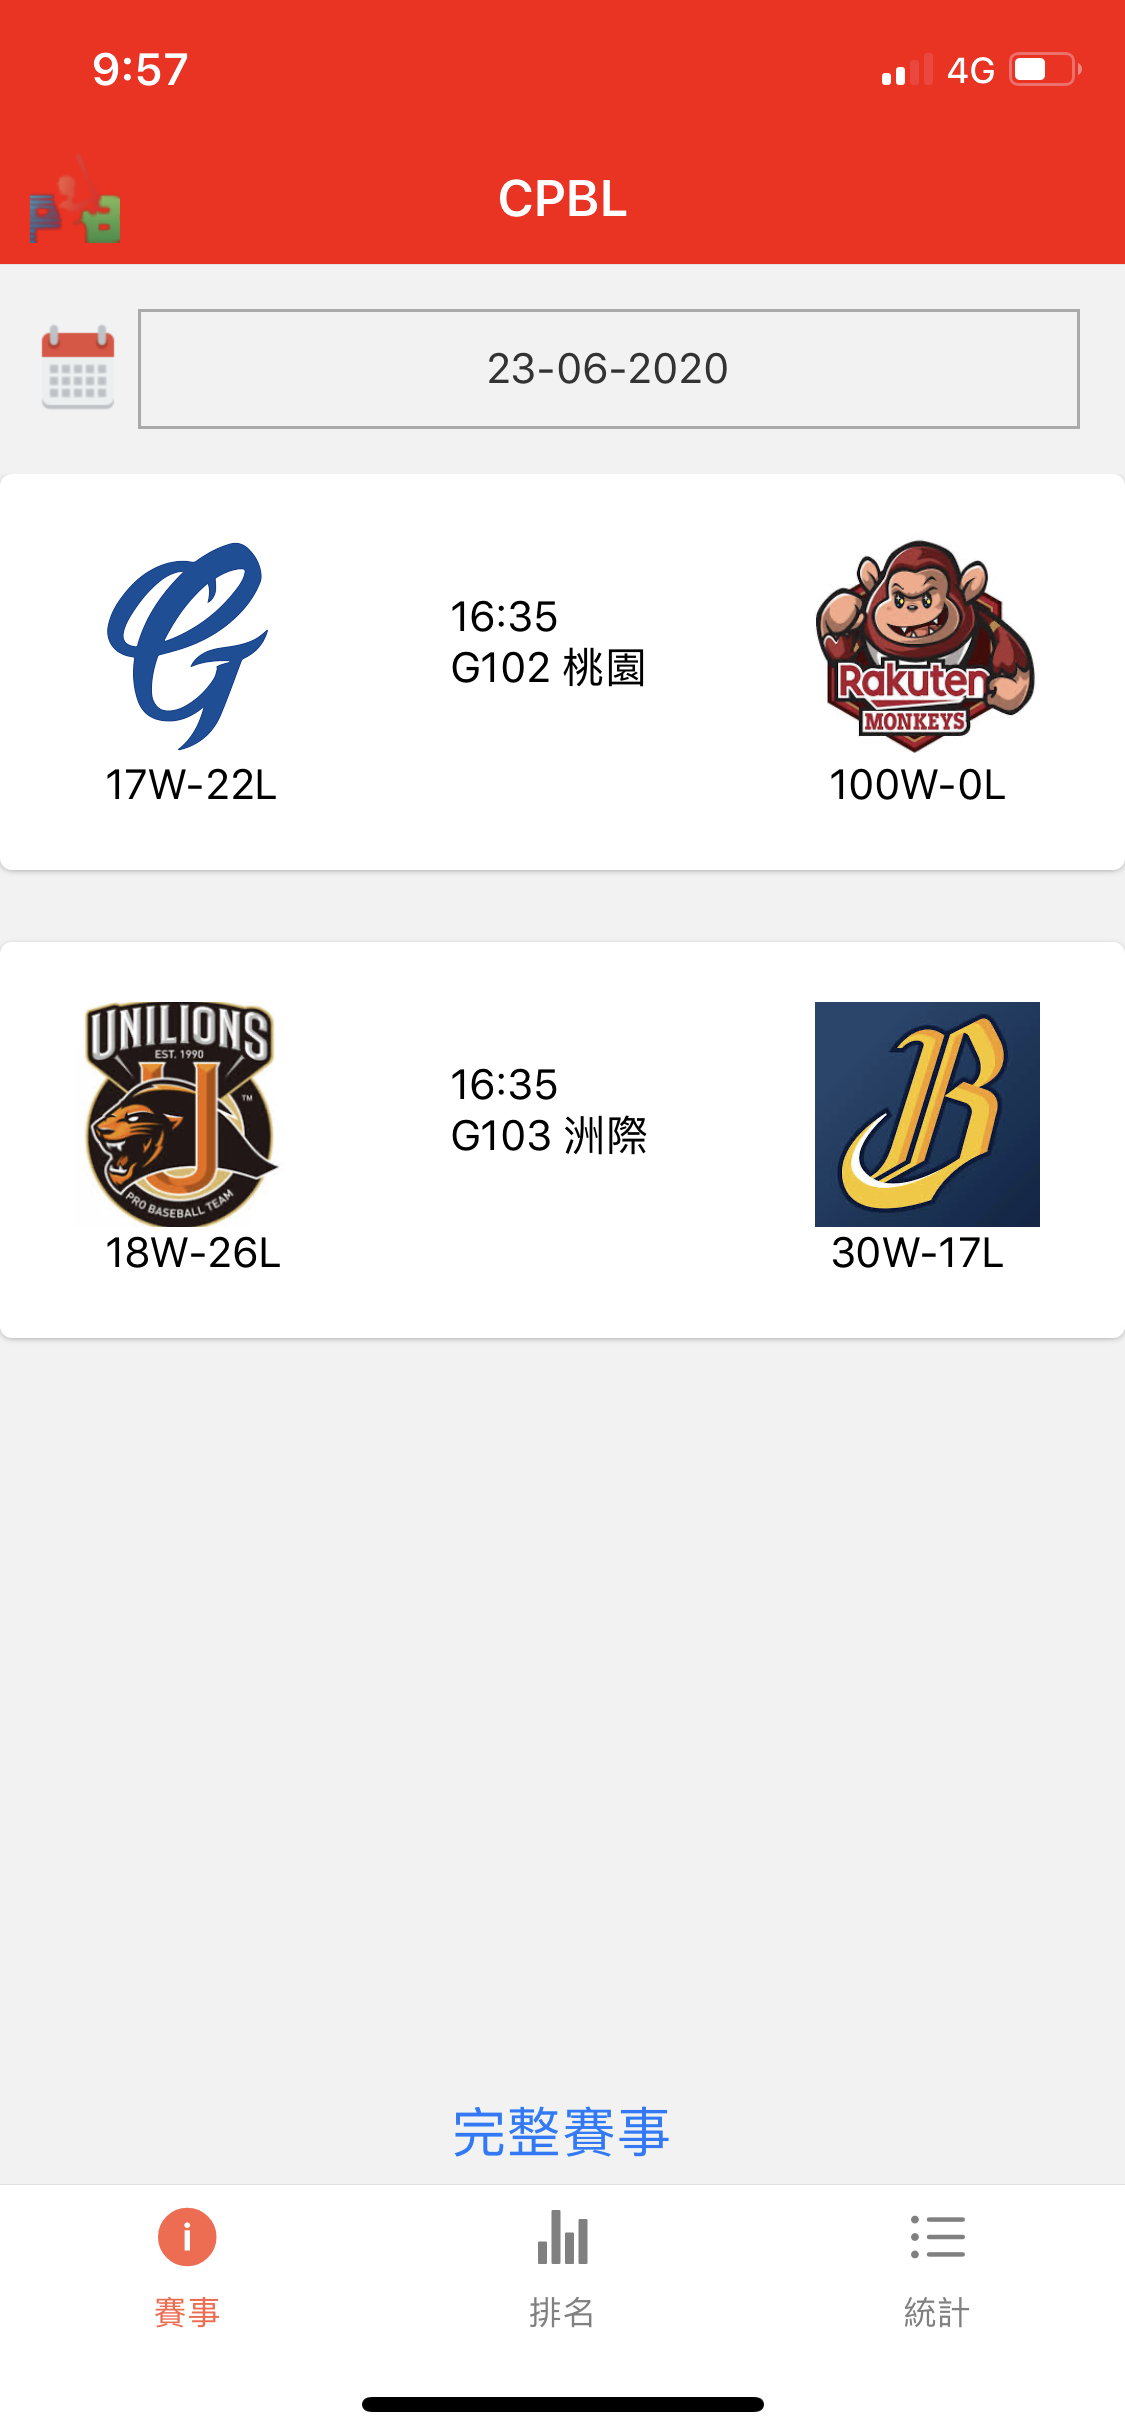 9:57
4G
CPBL
23-06-2020
16:35
G102 桃園
Rakuten
MONKEYS
17W-22L
100W-0L
UNILIONS
EST. 1990
U
TM
PRO BASEBALL TEAM
16:35
G103 洲際
B
18W-26L
30W-17L
完整賽事
賽事
排名
統計